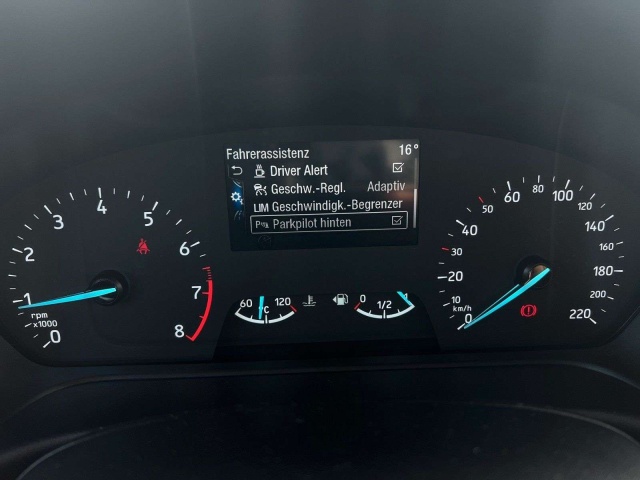 Fahrerassistenz 16°
Driver Alert
Geschw.-Regl. Adaptiv
LIM Geschwindigk.-Begrenzer
Parkpilot hinten
0 1 2 3 4 5 6 7 8
rpm
x1000
60 °C 120
0 1/2 1
0 10 20 30 40 50 60 80 100 120 140 160 180 200 220
km/h